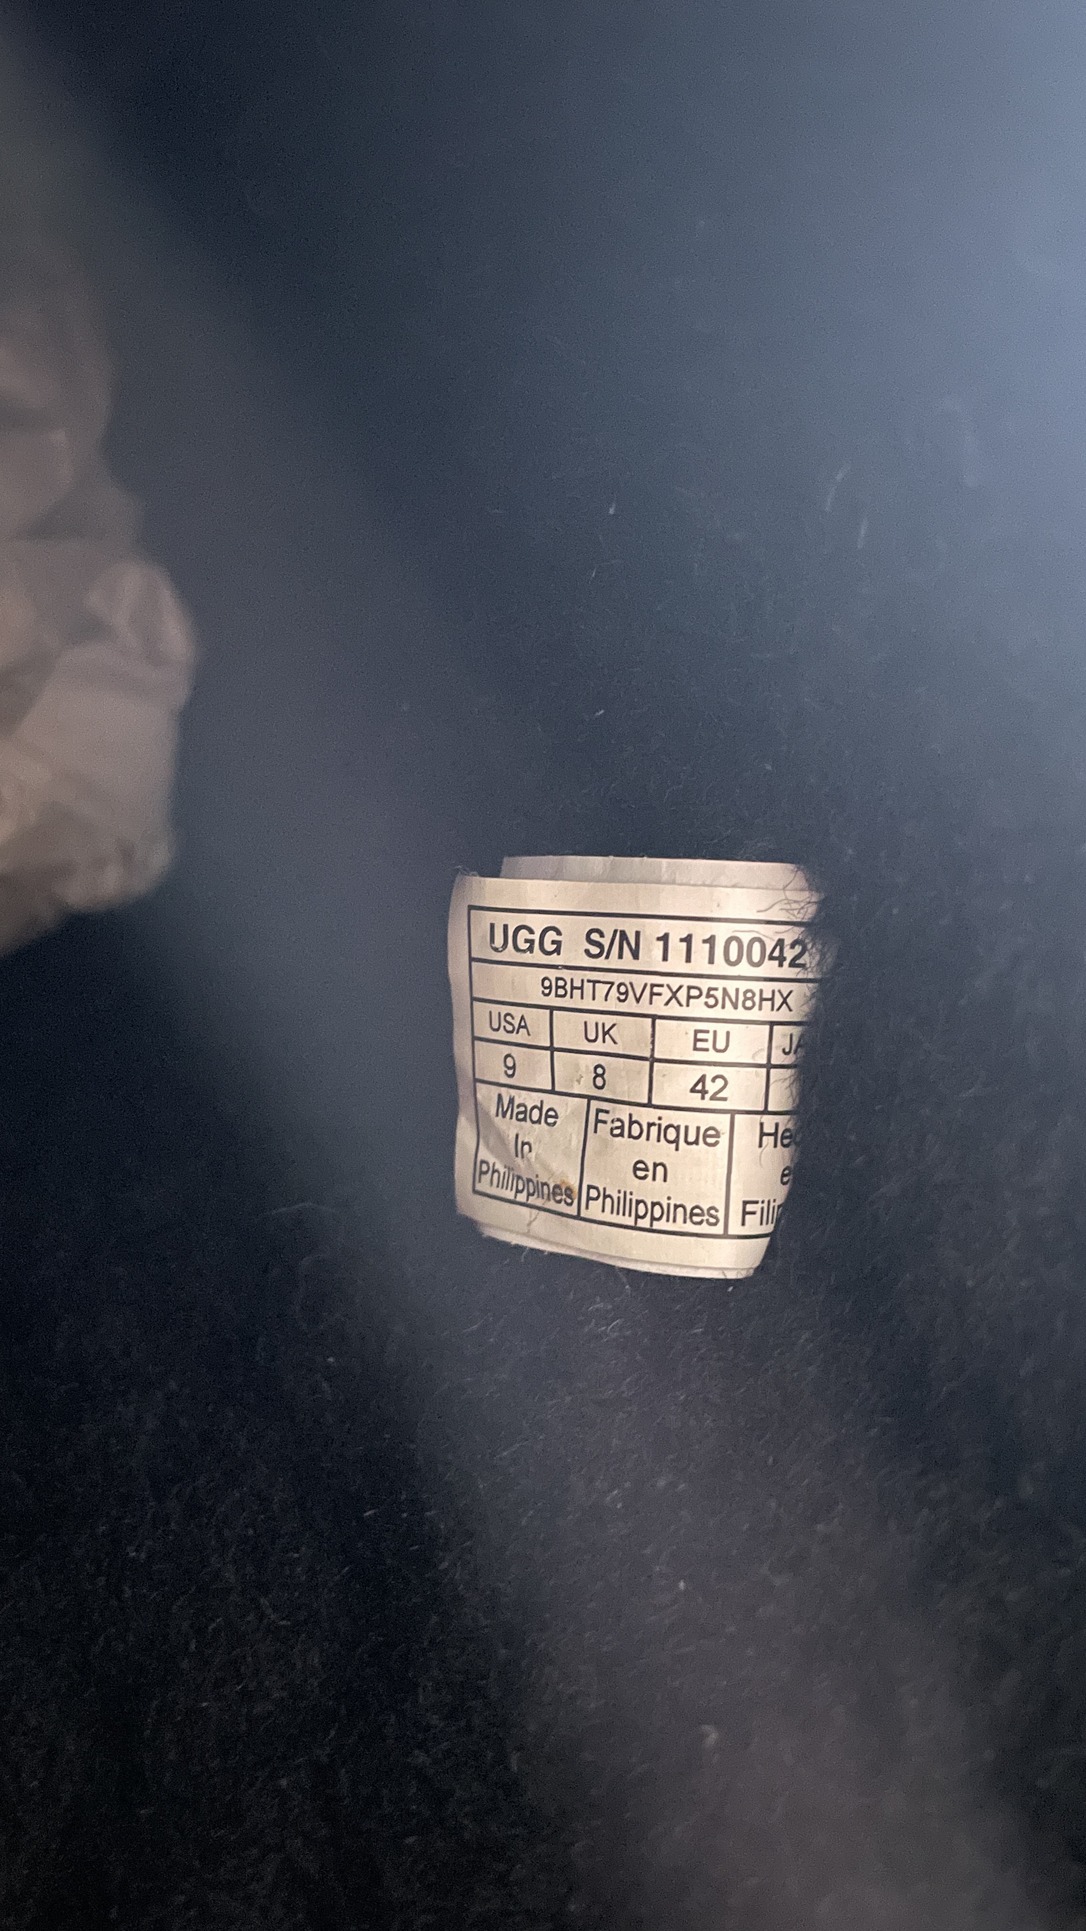 UGG S/N 1110042
9BHT79VFXP5N8HX
USA UK EU
9 8 42
Made In Philippines
Fabrique en Philippines